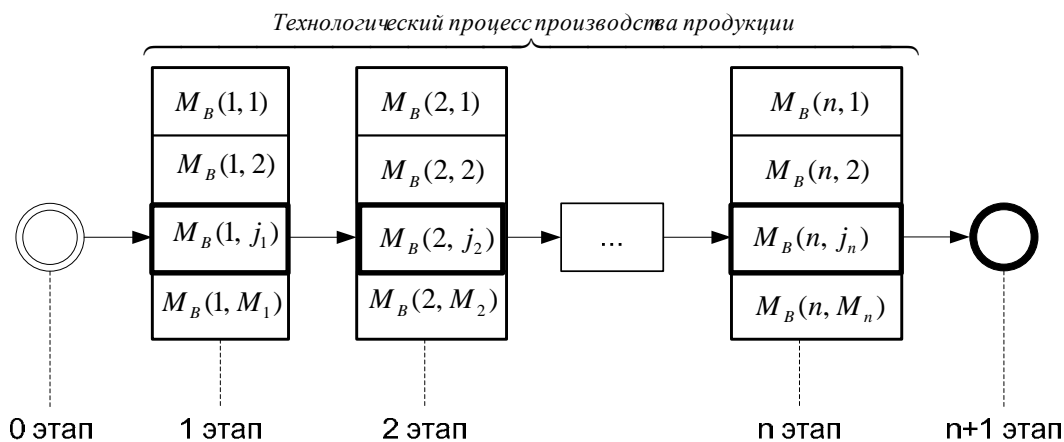 Технологический процесс производства продукции
M_B(1, 1) M_B(2, 1) M_B(n, 1)
M_B(1, 2) M_B(2, 2) M_B(n, 2)
M_B(1, j_1) M_B(2, j_2) ... M_B(n, j_n)
M_B(1, M_1) M_B(2, M_2) M_B(n, M_n)
0 этап 1 этап 2 этап n этап n+1 этап